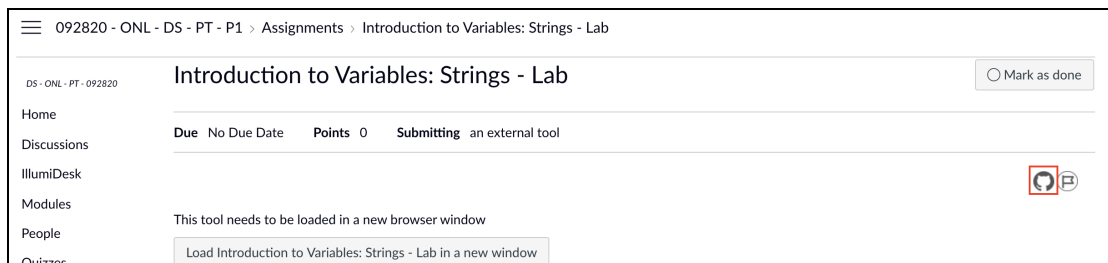 092820 - ONL - DS - PT - P1 > Assignments > Introduction to Variables: Strings - Lab
DS - ONL - PT - 092820
Introduction to Variables: Strings - Lab
Mark as done
Home
Due No Due Date Points 0 Submitting an external tool
Discussions
IllumiDesk
Modules
This tool needs to be loaded in a new browser window
People
Load Introduction to Variables: Strings - Lab in a new window
Quizzes